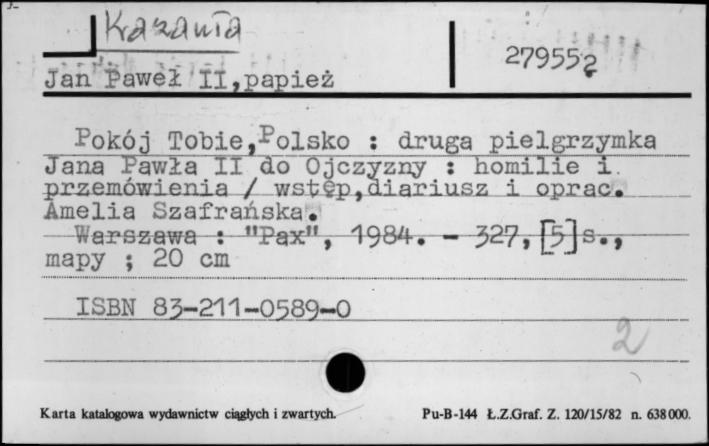 Kazania
279552
Jan Paweł II,papież
Pokój Tobie,Polsko : druga pielgrzymka
Jana Pawła II do Ojczyzny : homilie i
przemówienia / wstęp,diariusz i oprac.
Amelia Szafrańska.
Warszawa : "Pax", 1984. - 327, [5]s.,
mapy ; 20 cm
ISBN 83-211-0589-0
2
Karta katalogowa wydawnictw ciągłych i zwartych. Pu-B-144 Ł.Z.Graf. Z. 120/15/82 n. 638000.